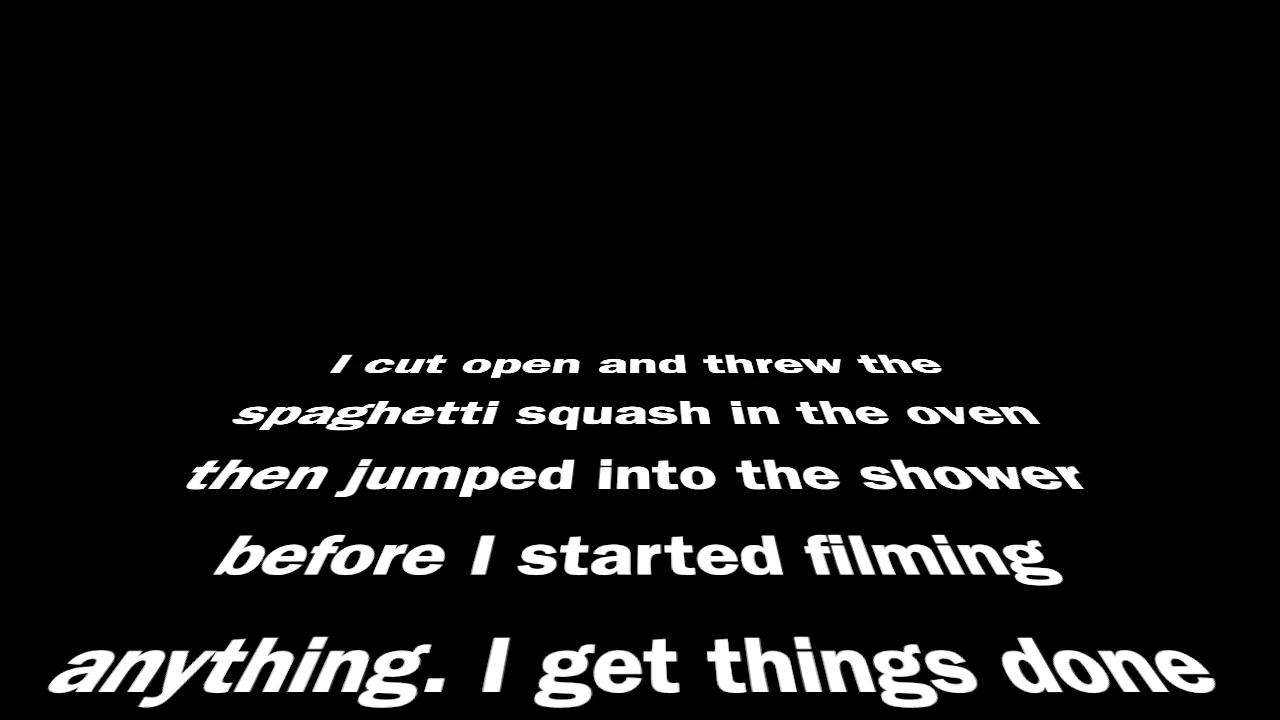 I cut open and threw the
spaghetti squash in the oven
then jumped into the shower
before I started filming
anything. I get things done